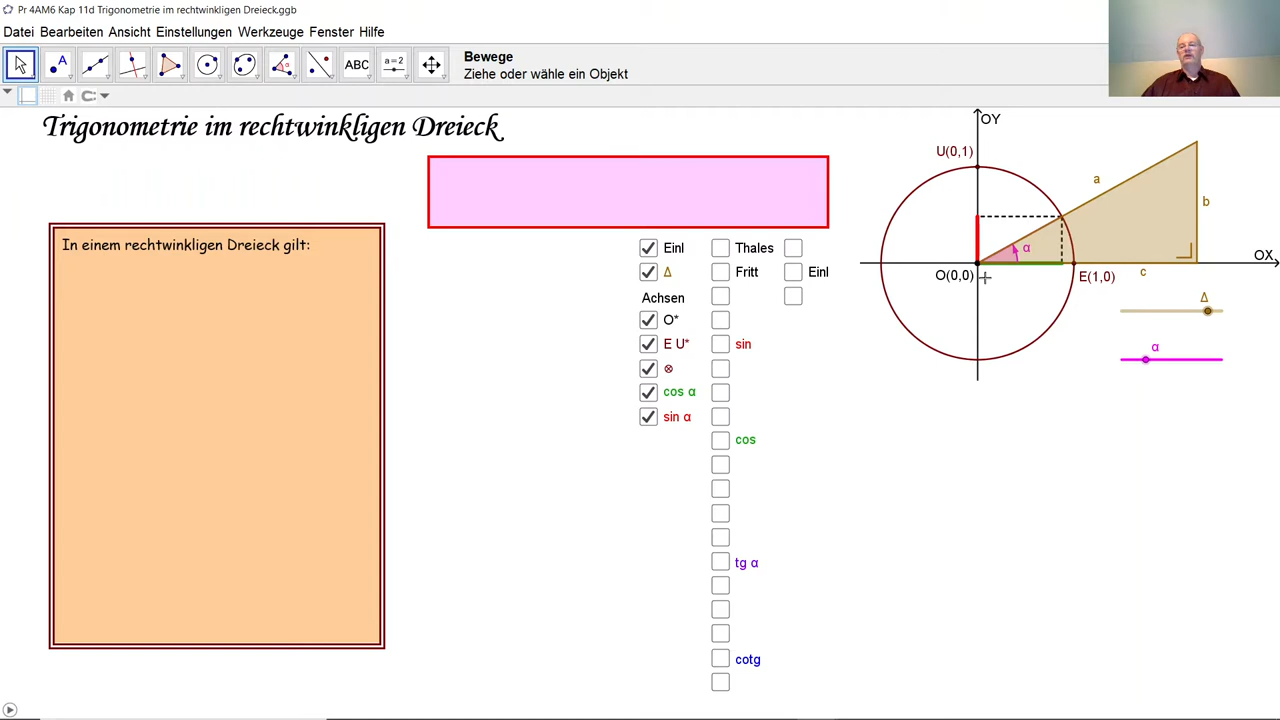 Pr 4AM6 Kap 11d Trigonometrie im rechtwinkligen Dreieck.ggb
Datei Bearbeiten Ansicht Einstellungen Werkzeuge Fenster Hilfe
A
ABC
a=2
Bewege
Ziehe oder wähle ein Objekt
Trigonometrie im rechtwinkligen Dreieck
In einem rechtwinkligen Dreieck gilt:
Einl
Thales
Δ
Fritt
Einl
Achsen
O*
E U*
sin
⊗
cos α
sin α
cos
tg α
cotg
OY
U(0,1)
a
b
α
OX
O(0,0)
E(1,0)
c
Δ
α